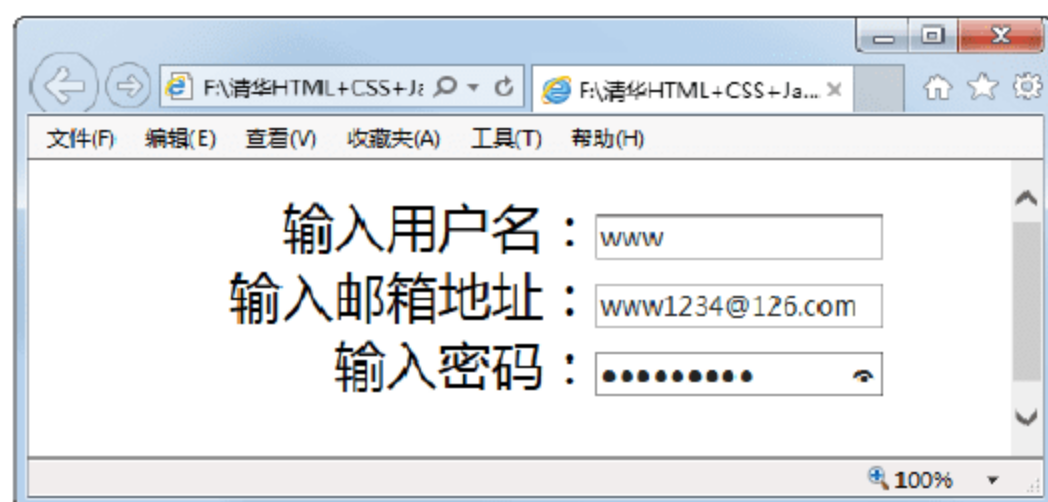 F:\清华HTML+CSS+Ja
F:\清华HTML+CSS+Ja...
文件(F) 编辑(E) 查看(V) 收藏夹(A) 工具(T) 帮助(H)
输入用户名：www
输入邮箱地址：www1234@126.com
输入密码：●●●●●●●●●
100%